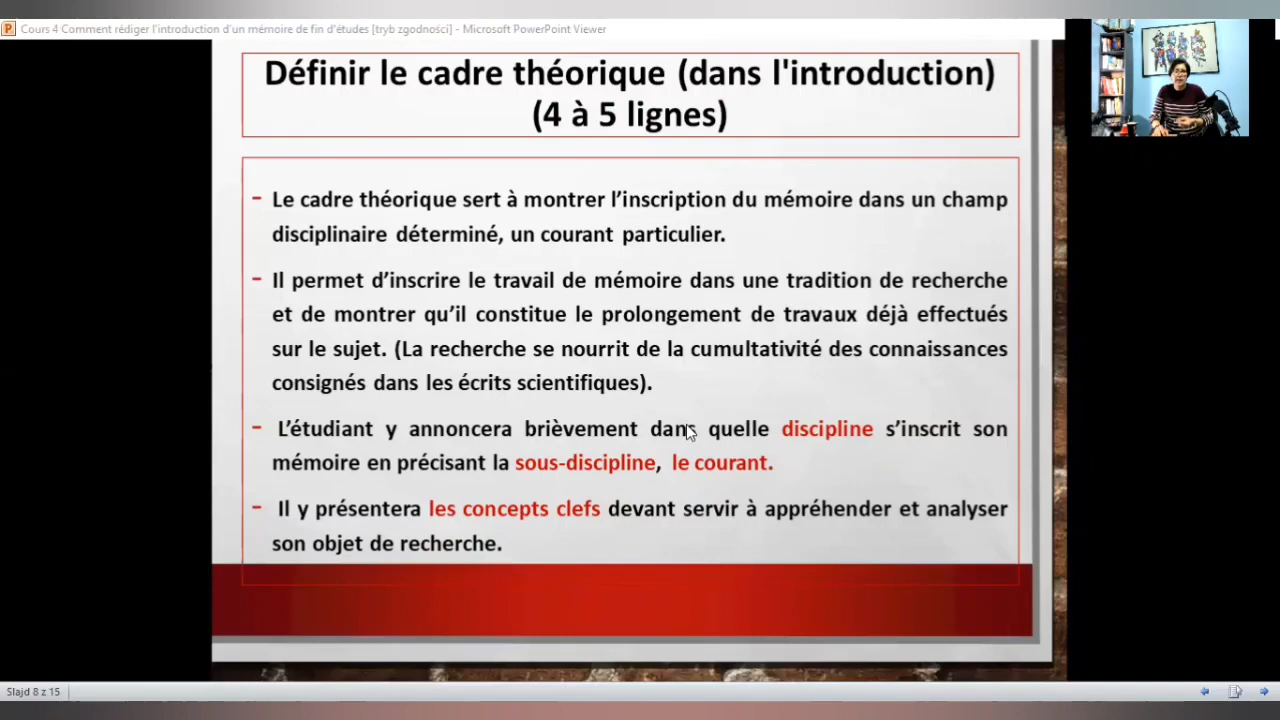 Cours 4 Comment rédiger l'introduction d'un mémoire de fin d'études [tryb zgodności] - Microsoft PowerPoint Viewer
Définir le cadre théorique (dans l'introduction)
(4 à 5 lignes)
- Le cadre théorique sert à montrer l’inscription du mémoire dans un champ
disciplinaire déterminé, un courant particulier.
- Il permet d’inscrire le travail de mémoire dans une tradition de recherche
et de montrer qu’il constitue le prolongement de travaux déjà effectués
sur le sujet. (La recherche se nourrit de la cumultativité des connaissances
consignés dans les écrits scientifiques).
- L’étudiant y annoncera brièvement dans quelle discipline s’inscrit son
mémoire en précisant la sous-discipline, le courant.
- Il y présentera les concepts clefs devant servir à appréhender et analyser
son objet de recherche.
Slajd 8 z 15